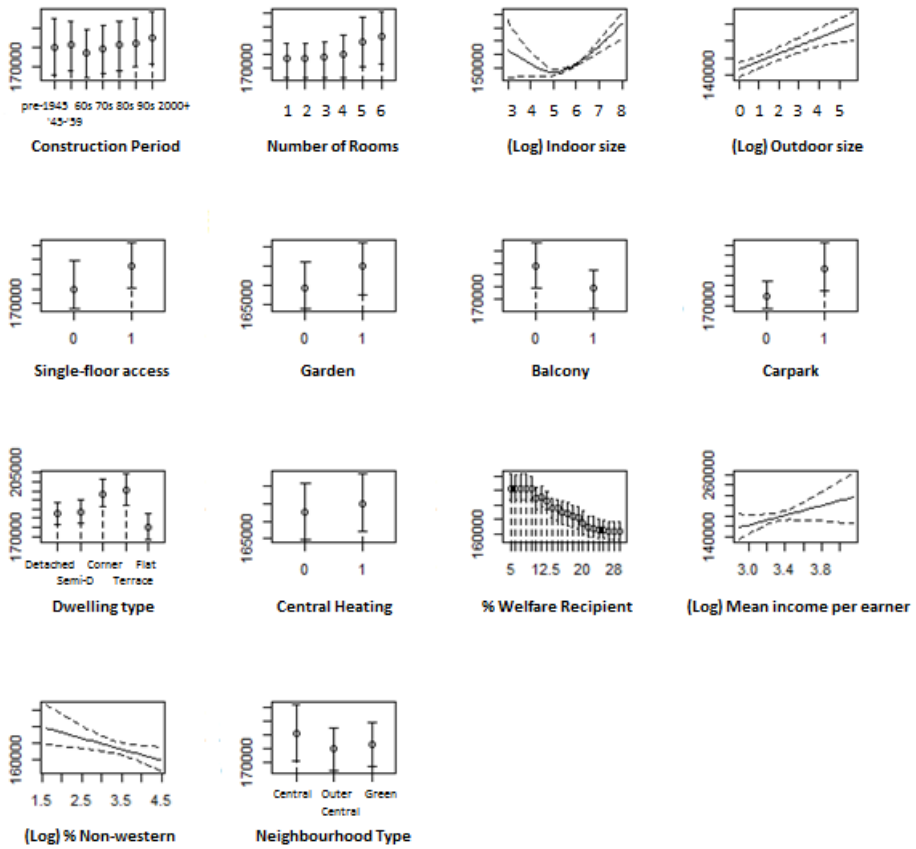 170000
pre-1945 60s 70s 80s 90s 2000+
'45-'59
Construction Period
170000
1 2 3 4 5 6
Number of Rooms
150000
3 4 5 6 7 8
(Log) Indoor size
140000
0 1 2 3 4 5
(Log) Outdoor size
170000
0 1
Single-floor access
165000
0 1
Garden
170000
0 1
Balcony
170000
0 1
Carpark
170000 205000
Detached Corner Flat
Semi-D Terrace
Dwelling type
165000
0 1
Central Heating
160000
5 12.5 20 28
% Welfare Recipient
140000 260000
3.0 3.4 3.8
(Log) Mean income per earner
160000
1.5 2.5 3.5 4.5
(Log) % Non-western
170000
Central Outer Green
Central
Neighbourhood Type